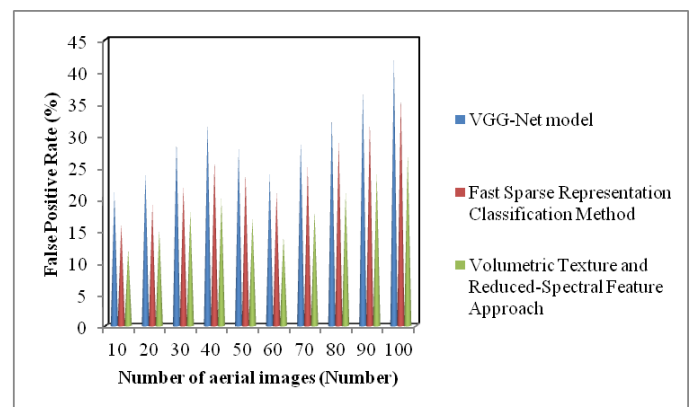 False Positive Rate (%)
45
40
35
30
25
20
15
10
5
0
10 20 30 40 50 60 70 80 90 100
Number of aerial images (Number)
VGG-Net model
Fast Sparse Representation
Classification Method
Volumetric Texture and
Reduced-Spectral Feature
Approach